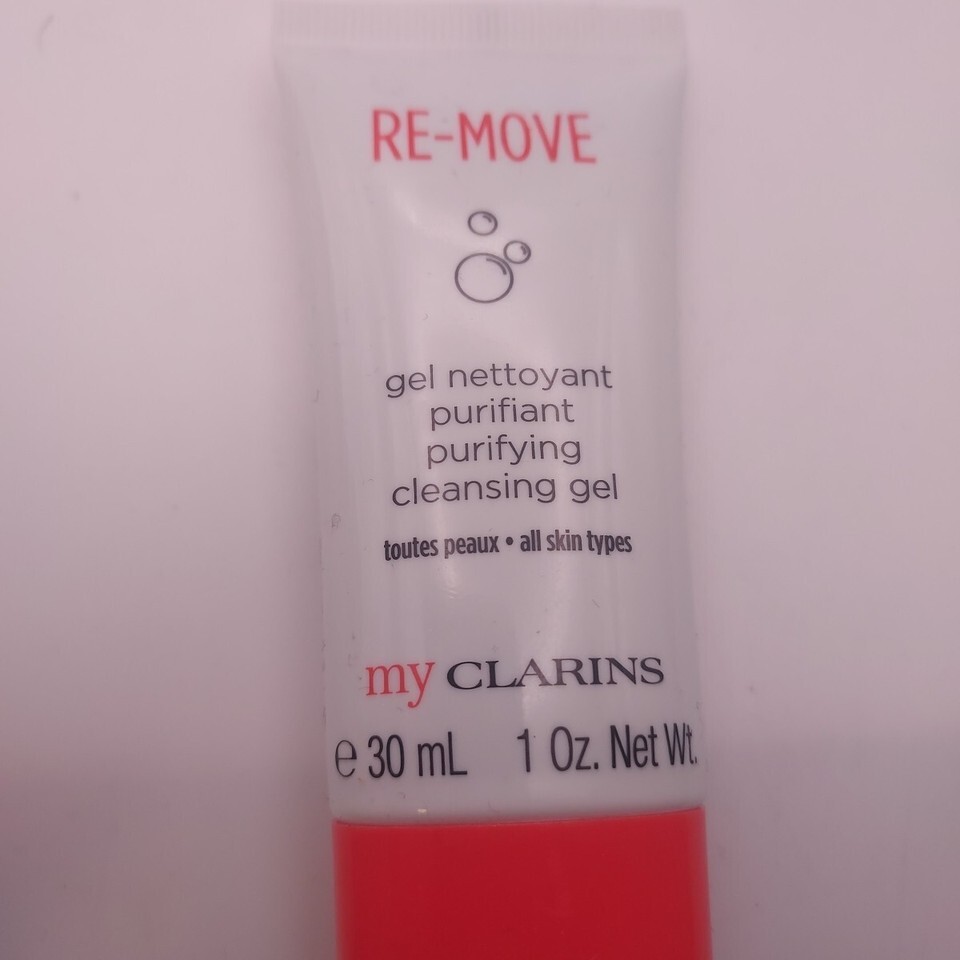 RE-MOVE
gel nettoyant
purifiant
purifying
cleansing gel
toutes peaux • all skin types
my CLARINS
℮ 30 mL 1 Oz. Net Wt.